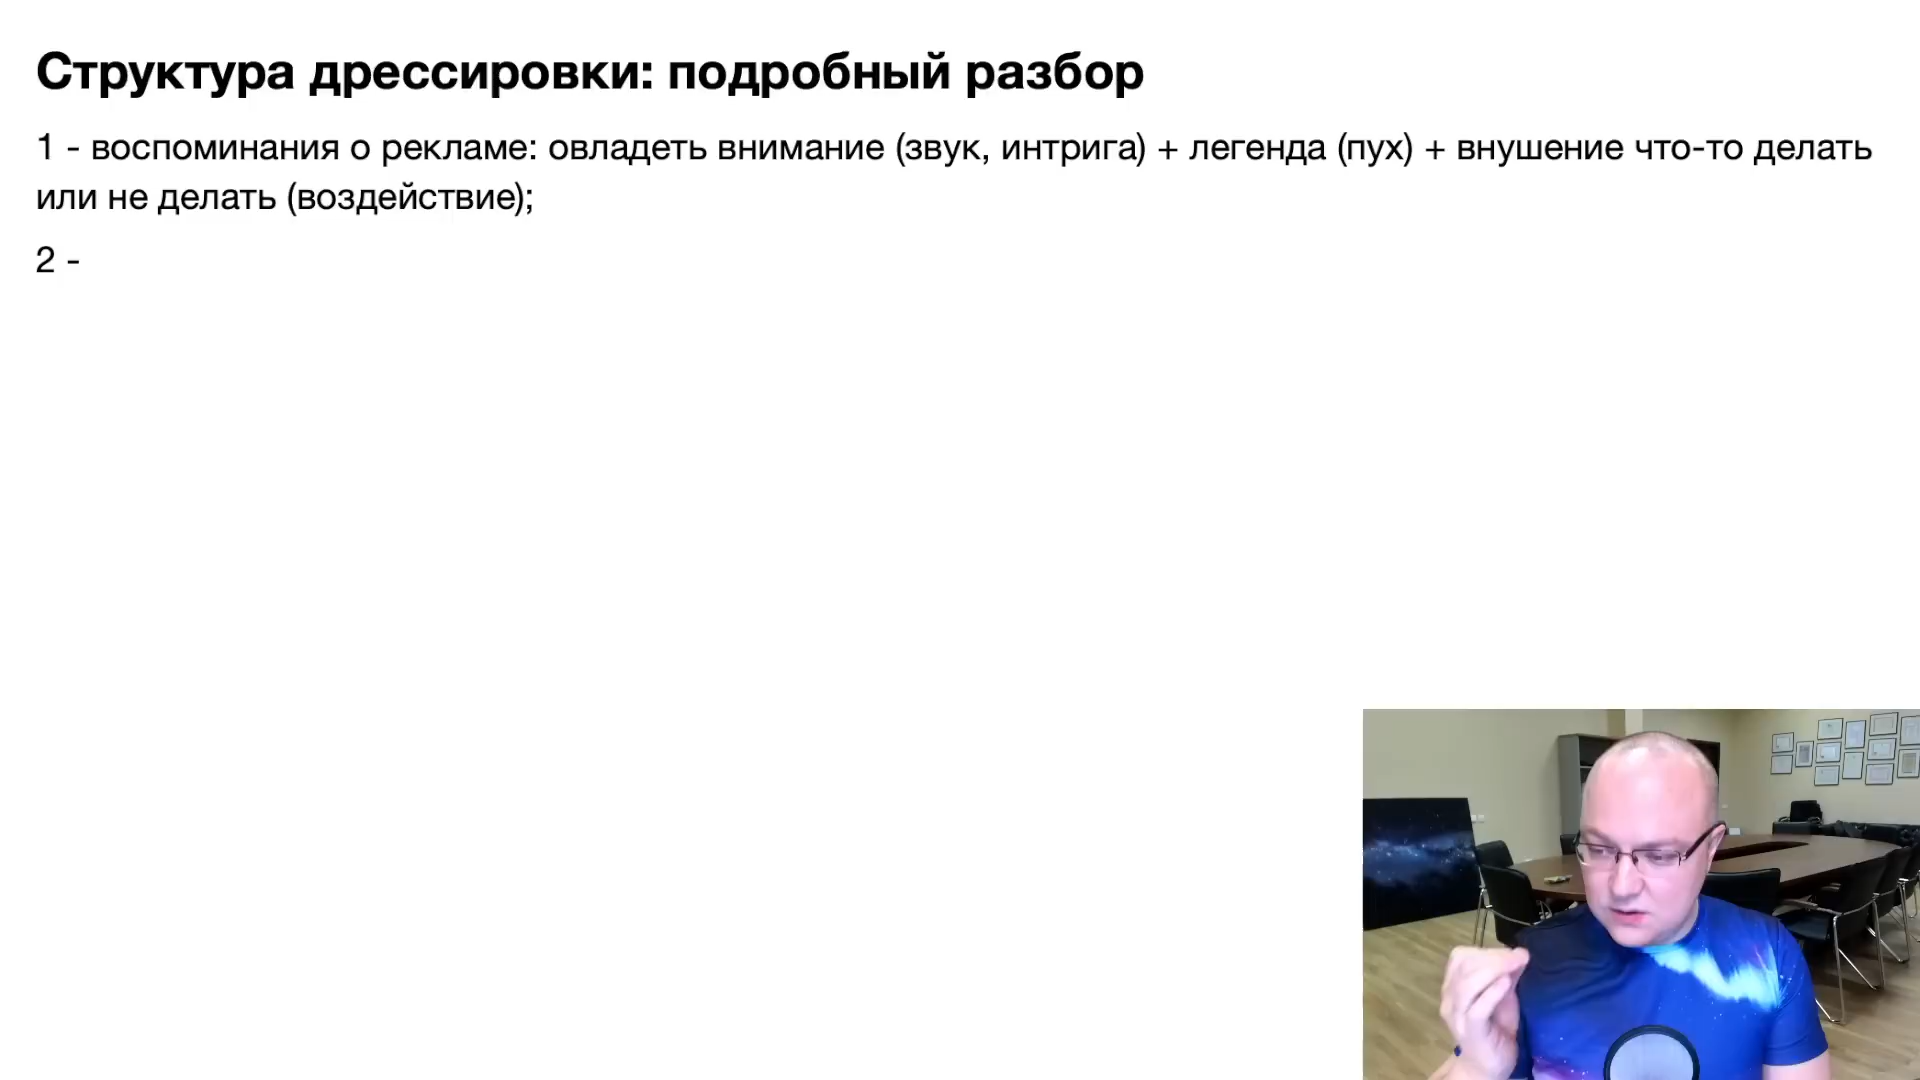 Структура дрессировки: подробный разбор
1 - воспоминания о рекламе: овладеть внимание (звук, интрига) + легенда (пух) + внушение что-то делать
или не делать (воздействие);
2 -